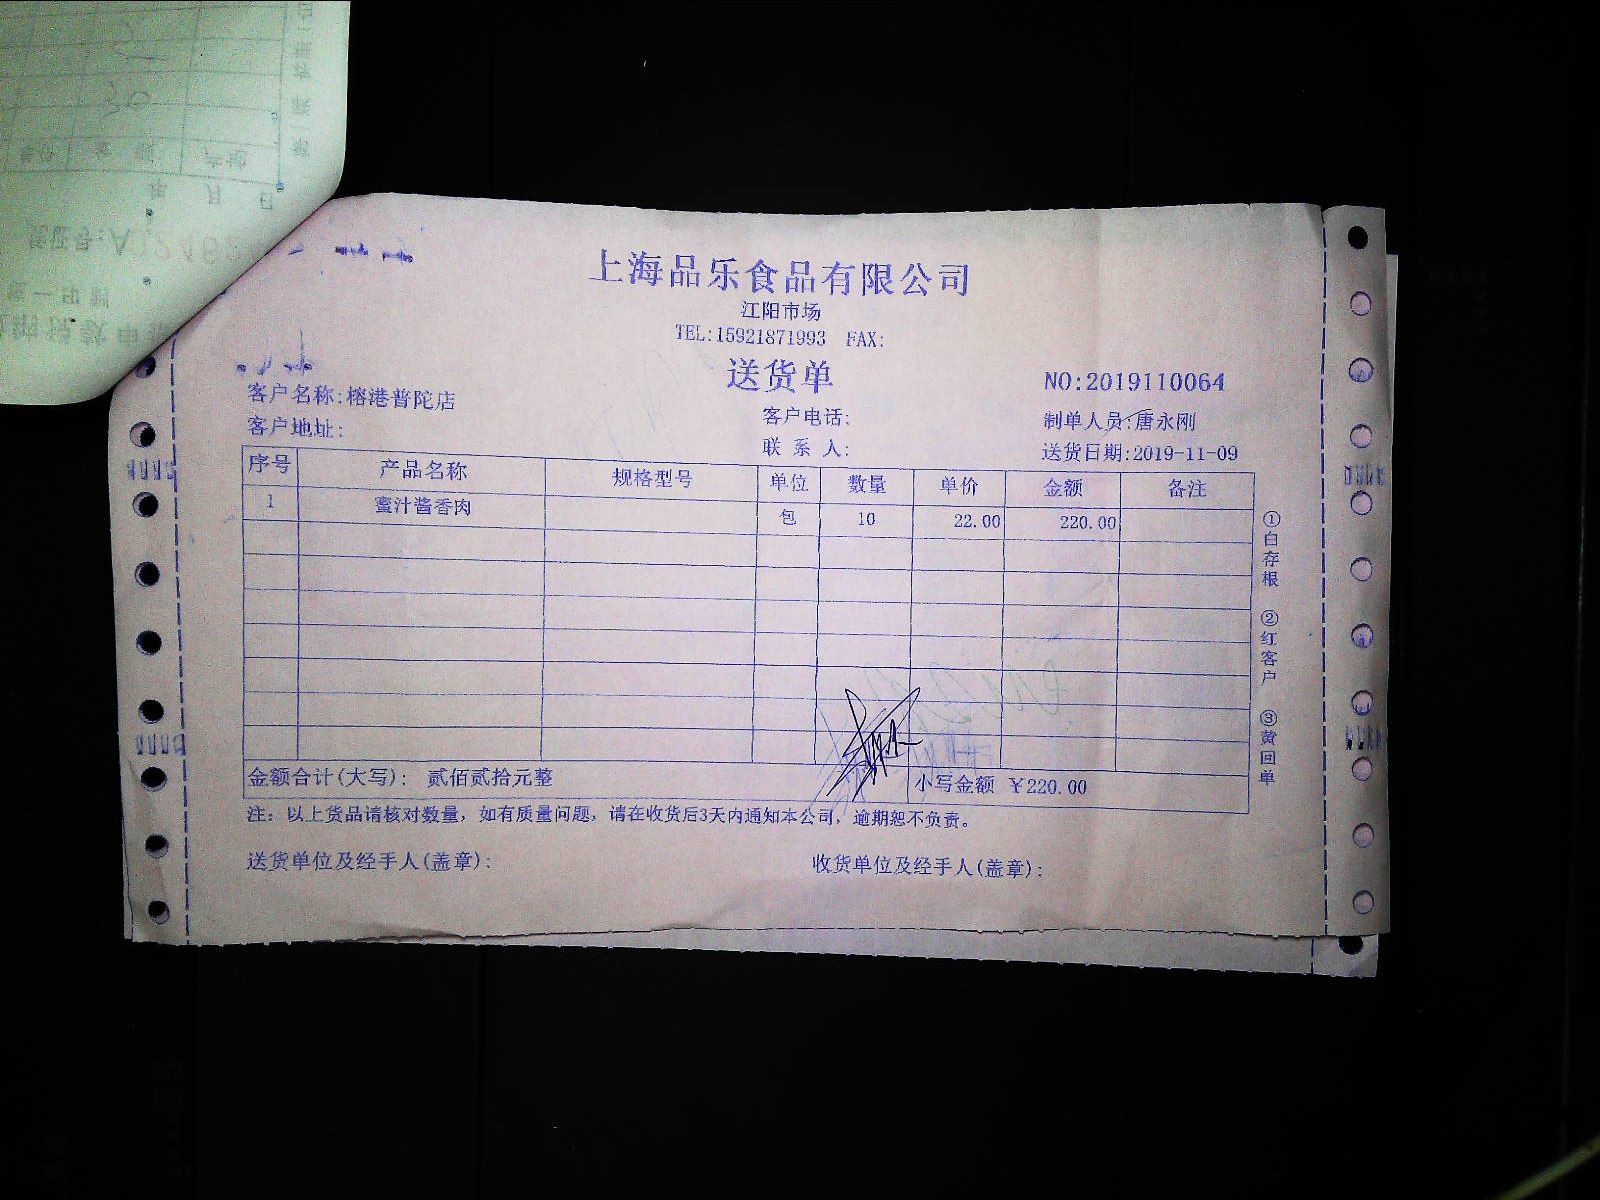 上海品乐食品有限公司
江阳市场
TEL:15921871993 FAX:
送货单
NO:2019110064
客户名称:榕港普陀店
客户电话:
制单人员:唐永刚
客户地址:
联 系 人:
送货日期:2019-11-09
序号 产品名称 规格型号 单位 数量 单价 金额 备注
1 蜜汁酱香肉 包 10 22.00 220.00
金额合计(大写): 贰佰贰拾元整 小写金额 ￥220.00
注: 以上货品请核对数量, 如有质量问题, 请在收货后3天内通知本公司, 逾期恕不负责。
送货单位及经手人(盖章): 收货单位及经手人(盖章):
①白存根 ②红客户 ③黄回单